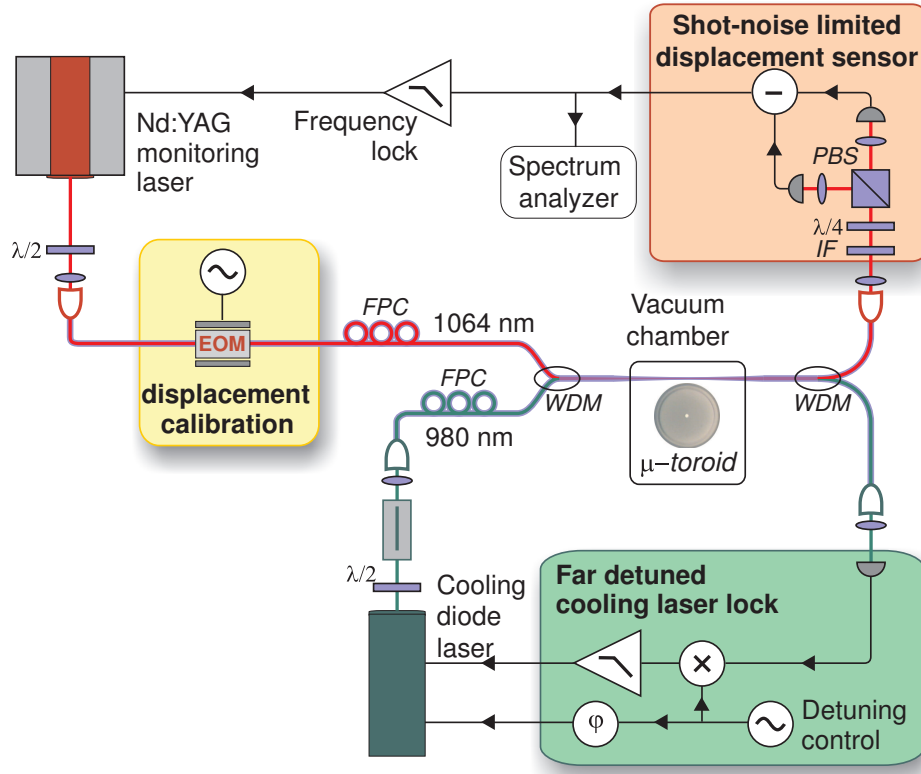 Shot-noise limited
displacement sensor
Nd:YAG
monitoring
laser
Frequency
lock
Spectrum
analyzer
−
PBS
λ/4
IF
λ/2
EOM
displacement
calibration
FPC
1064 nm
FPC
980 nm
WDM
Vacuum
chamber
μ−toroid
WDM
λ/2
Cooling
diode
laser
Far detuned
cooling laser lock
×
φ
Detuning
control